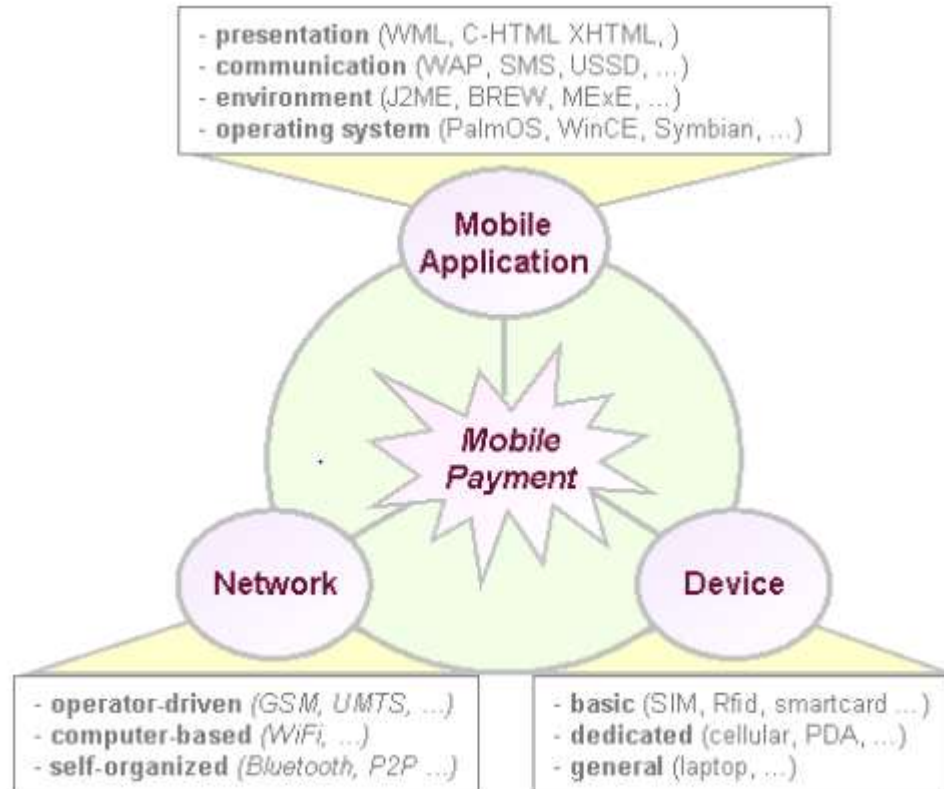 - presentation (WML, C-HTML XHTML, )
- communication (WAP, SMS, USSD, ...)
- environment (J2ME, BREW, MExE, ...)
- operating system (PalmOS, WinCE, Symbian, ...)
Mobile
Application
Mobile
Payment
Network
Device
- operator-driven (GSM, UMTS, ...)
- computer-based (WiFi, ...)
- self-organized (Bluetooth, P2P ...)
- basic (SIM, Rfid, smartcard ...)
- dedicated (cellular, PDA, ...)
- general (laptop, ...)